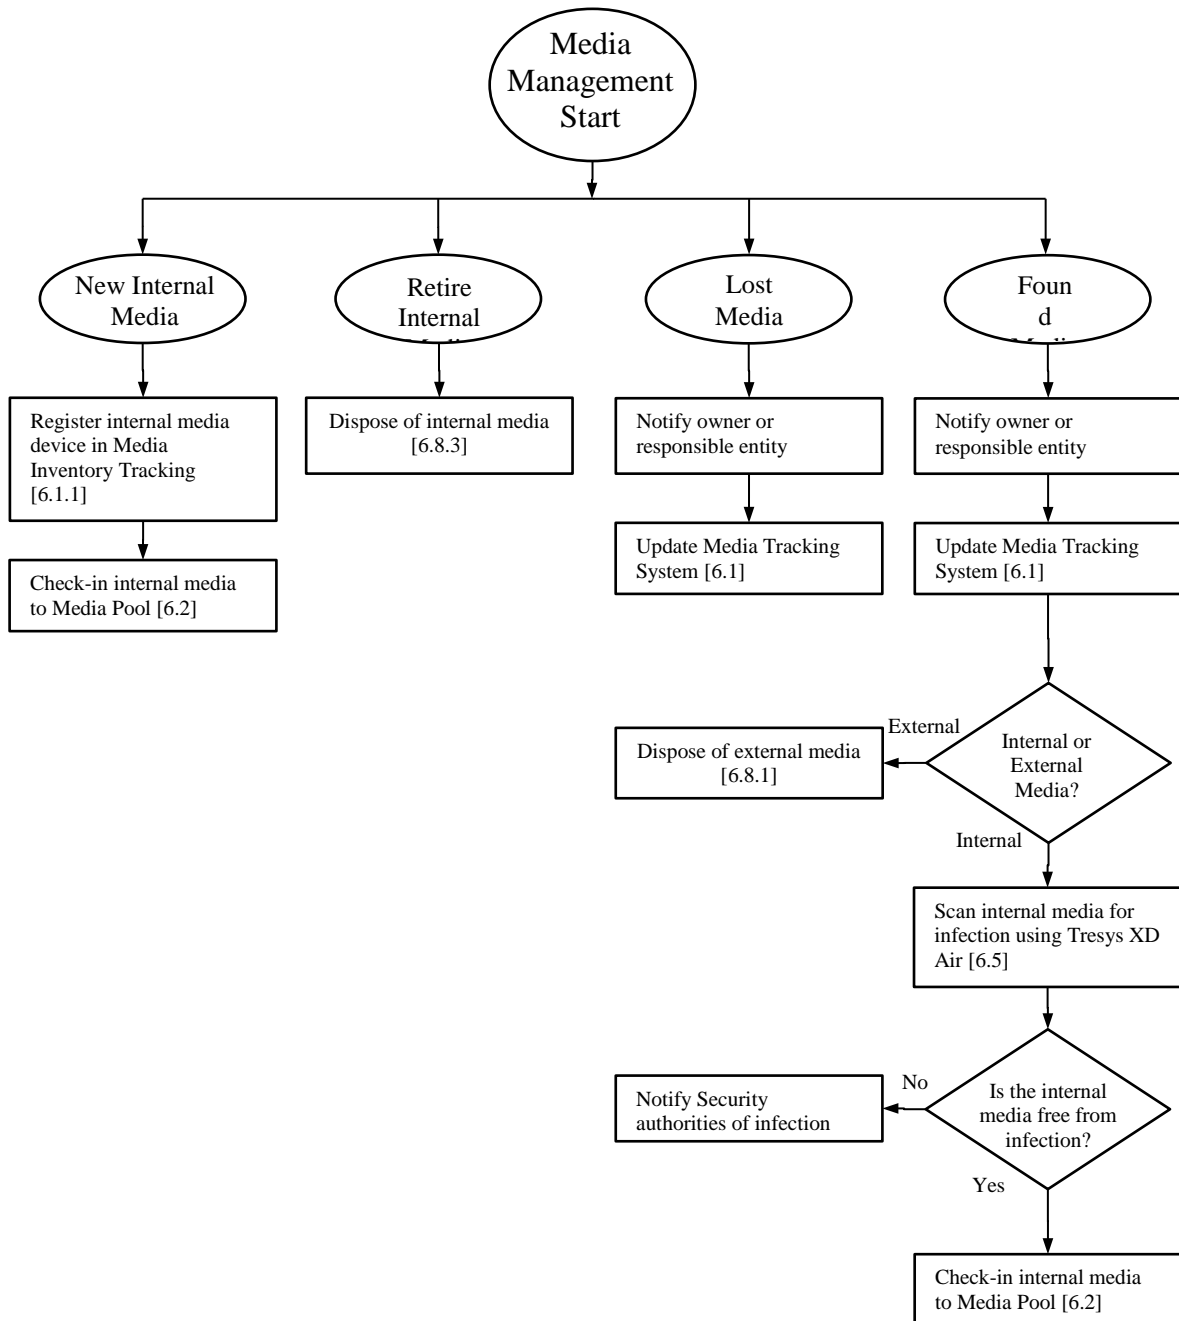 Media
Management
Start
New Internal
Media
Retire
Internal
Lost
Media
Foun
d
Register internal media
device in Media
Inventory Tracking
[6.1.1]
Dispose of internal media
[6.8.3]
Notify owner or
responsible entity
Notify owner or
responsible entity
Check-in internal media
to Media Pool [6.2]
Update Media Tracking
System [6.1]
Update Media Tracking
System [6.1]
External
Dispose of external media
[6.8.1]
Internal or
External
Media?
Internal
Scan internal media for
infection using Tresys XD
Air [6.5]
No
Notify Security
authorities of infection
Is the internal
media free from
infection?
Yes
Check-in internal media
to Media Pool [6.2]